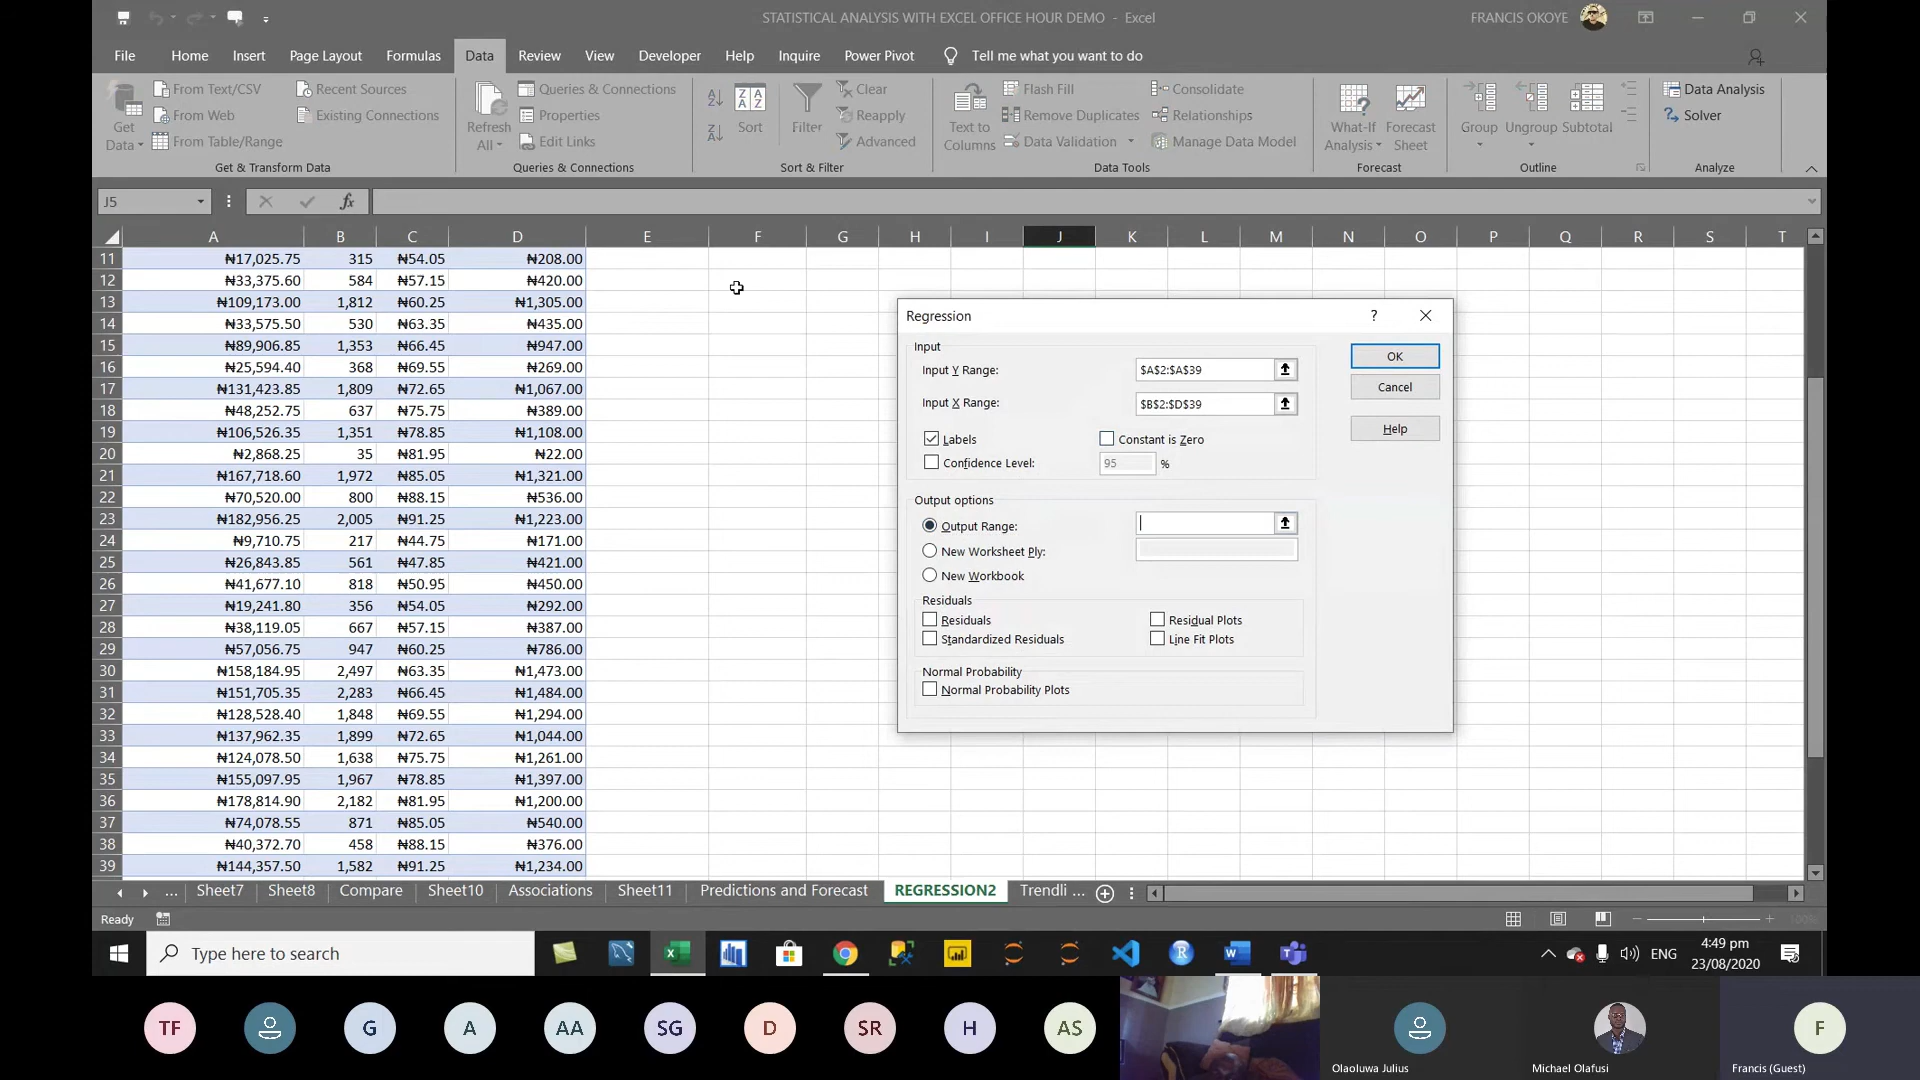 STATISTICAL ANALYSIS WITH EXCEL OFFICE HOUR DEMO - Excel
FRANCIS OKOYE
File Home Insert Page Layout Formulas Data Review View Developer Help Inquire Power Pivot Tell me what you want to do
Get Data
From Text/CSV
From Web
From Table/Range
Recent Sources
Existing Connections
Get & Transform Data
Refresh All
Queries & Connections
Properties
Edit Links
Queries & Connections
Sort
Filter
Clear
Reapply
Advanced
Sort & Filter
Text to Columns
Flash Fill
Remove Duplicates
Data Validation
Consolidate
Relationships
Manage Data Model
Data Tools
What-If Analysis
Forecast Sheet
Forecast
Group
Ungroup
Subtotal
Outline
Data Analysis
Solver
Analyze
J5
fx
A B C D E F G H I J K L M N O P Q R S T
11 ₦17,025.75 315 ₦54.05 ₦208.00
12 ₦33,375.60 584 ₦57.15 ₦420.00
13 ₦109,173.00 1,812 ₦60.25 ₦1,305.00
14 ₦33,575.50 530 ₦63.35 ₦435.00
15 ₦89,906.85 1,353 ₦66.45 ₦947.00
16 ₦25,594.40 368 ₦69.55 ₦269.00
17 ₦131,423.85 1,809 ₦72.65 ₦1,067.00
18 ₦48,252.75 637 ₦75.75 ₦389.00
19 ₦106,526.35 1,351 ₦78.85 ₦1,108.00
20 ₦2,868.25 35 ₦81.95 ₦22.00
21 ₦167,718.60 1,972 ₦85.05 ₦1,321.00
22 ₦70,520.00 800 ₦88.15 ₦536.00
23 ₦182,956.25 2,005 ₦91.25 ₦1,223.00
24 ₦9,710.75 217 ₦44.75 ₦171.00
25 ₦26,843.85 561 ₦47.85 ₦421.00
26 ₦41,677.10 818 ₦50.95 ₦450.00
27 ₦19,241.80 356 ₦54.05 ₦292.00
28 ₦38,119.05 667 ₦57.15 ₦387.00
29 ₦57,056.75 947 ₦60.25 ₦786.00
30 ₦158,184.95 2,497 ₦63.35 ₦1,473.00
31 ₦151,705.35 2,283 ₦66.45 ₦1,484.00
32 ₦128,528.40 1,848 ₦69.55 ₦1,294.00
33 ₦137,962.35 1,899 ₦72.65 ₦1,044.00
34 ₦124,078.50 1,638 ₦75.75 ₦1,261.00
35 ₦155,097.95 1,967 ₦78.85 ₦1,397.00
36 ₦178,814.90 2,182 ₦81.95 ₦1,200.00
37 ₦74,078.55 871 ₦85.05 ₦540.00
38 ₦40,372.70 458 ₦88.15 ₦376.00
39 ₦144,357.50 1,582 ₦91.25 ₦1,234.00
Regression ?
Input
Input Y Range: $A$2:$A$39
Input X Range: $B$2:$D$39
Labels Constant is Zero
Confidence Level: 95 %
OK
Cancel
Help
Output options
Output Range:
New Worksheet Ply:
New Workbook
Residuals
Residuals Residual Plots
Standardized Residuals Line Fit Plots
Normal Probability
Normal Probability Plots
... Sheet7 Sheet8 Compare Sheet10 Associations Sheet11 Predictions and Forecast REGRESSION2 Trendli ...
Ready
100%
Type here to search
ENG
4:49 pm
23/08/2020
TF G A AA SG D SR H AS F
Olaoluwa Julius
Michael Olafusi
Francis (Guest)